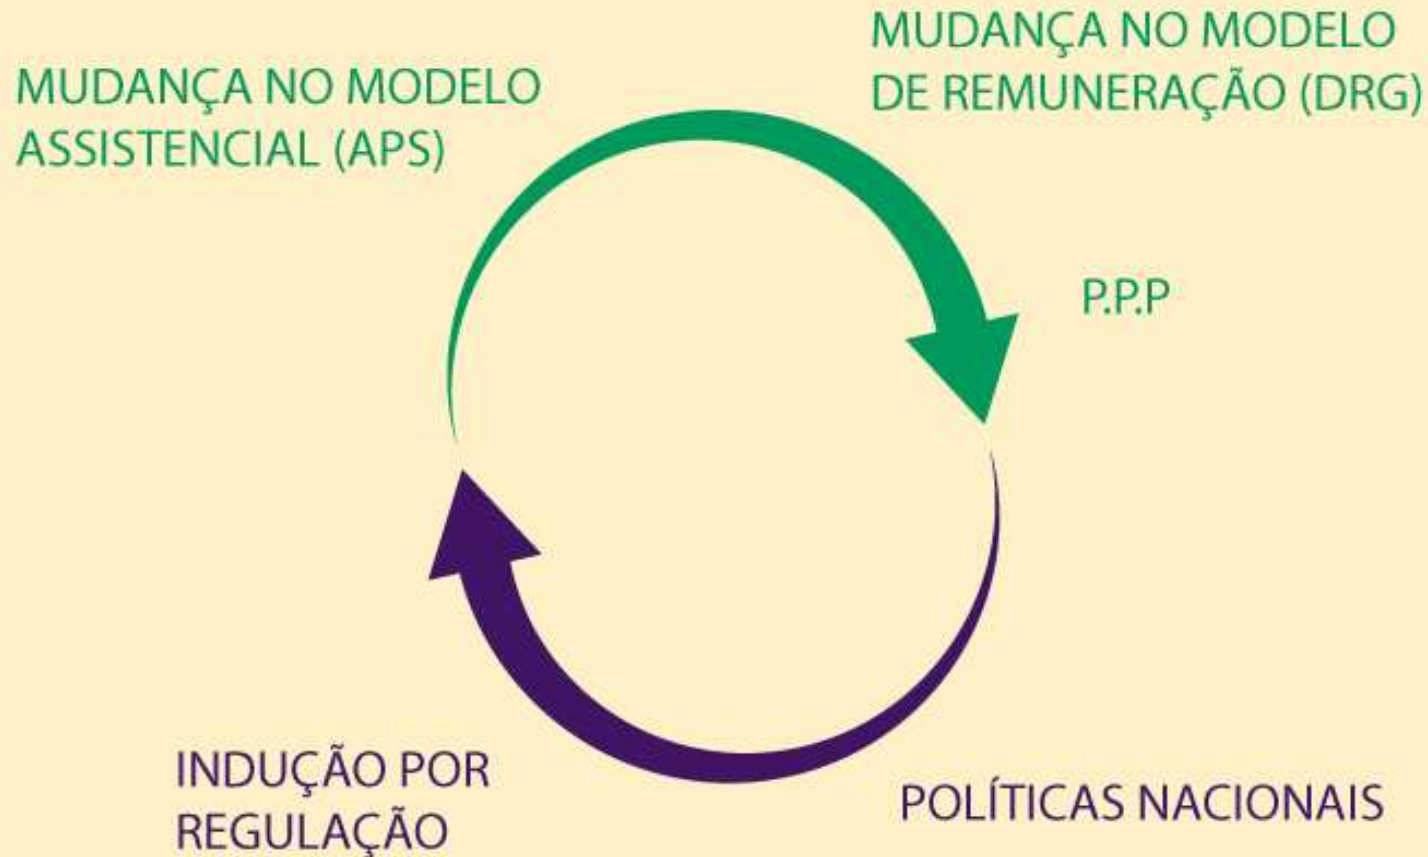 MUDANÇA NO MODELO
ASSISTENCIAL (APS)
MUDANÇA NO MODELO
DE REMUNERAÇÃO (DRG)
P.P.P
INDUÇÃO POR
REGULAÇÃO
POLÍTICAS NACIONAIS